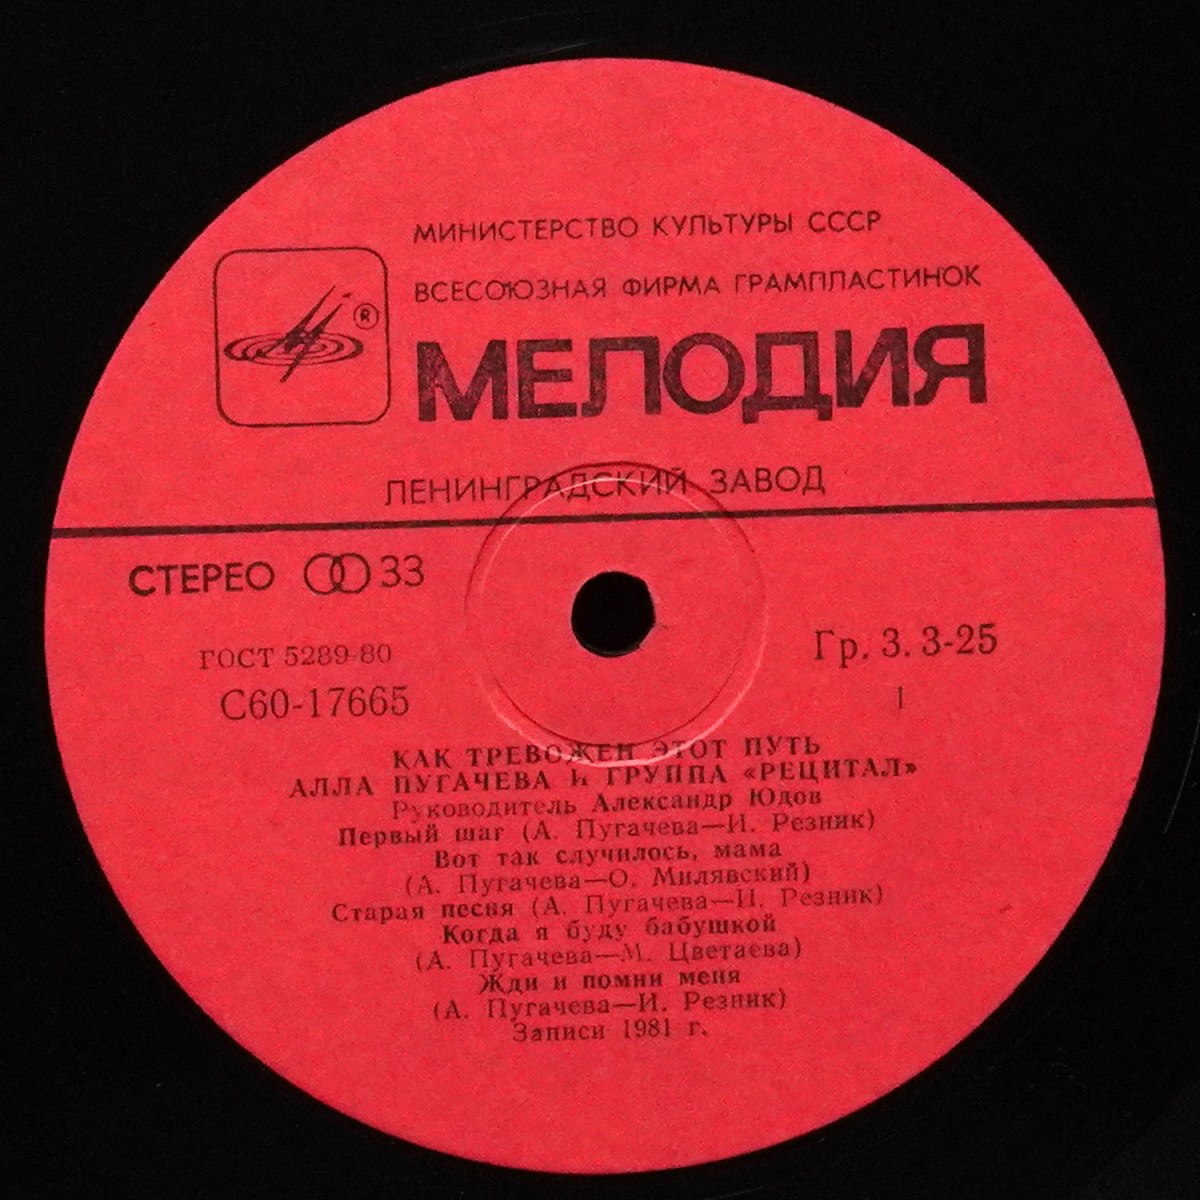 МИНИСТЕРСТВО КУЛЬТУРЫ СССР
ВСЕСОЮЗНАЯ ФИРМА ГРАМПЛАСТИНОК
®
МЕЛОДИЯ
ЛЕНИНГРАДСКИЙ ЗАВОД
СТЕРЕО 33
ГОСТ 5289-80
Гр. 3. 3-25
С60-17665
1
КАК ТРЕВОЖЕН ЭТОТ ПУТЬ
АЛЛА ПУГАЧЕВА И ГРУППА «РЕЦИТАЛ»
Руководитель Александр Юдов
Первый шаг (А. Пугачева—И. Резник)
Вот так случилось, мама
(А. Пугачева—О. Милявский)
Старая песня (А. Пугачева—И. Резник)
Когда я буду бабушкой
(А. Пугачева—М. Цветаева)
Жди и помни меня
(А. Пугачева—И. Резник)
Записи 1981 г.